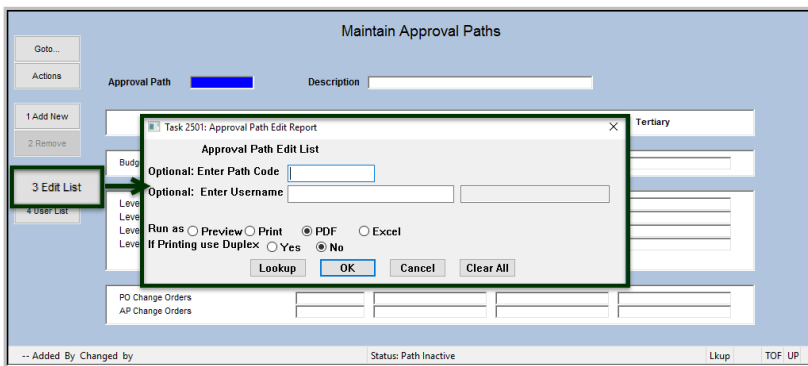 Maintain Approval Paths
Goto...
Actions
Approval Path
Description
1 Add New
2 Remove
3 Edit List
4 User List
Tertiary
Budg
Leve
Leve
Leve
Leve
Task 2501: Approval Path Edit Report
Approval Path Edit List
Optional: Enter Path Code
Optional: Enter Username
Run as Preview Print PDF Excel
If Printing use Duplex Yes No
Lookup OK Cancel Clear All
PO Change Orders
AP Change Orders
-- Added By Changed by Status: Path Inactive Lkup TOF UP